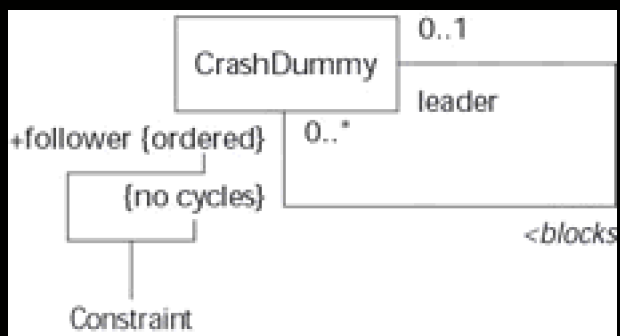 0..1
CrashDummy
leader
+follower {ordered}
0..*
{no cycles}
<blocks
Constraint